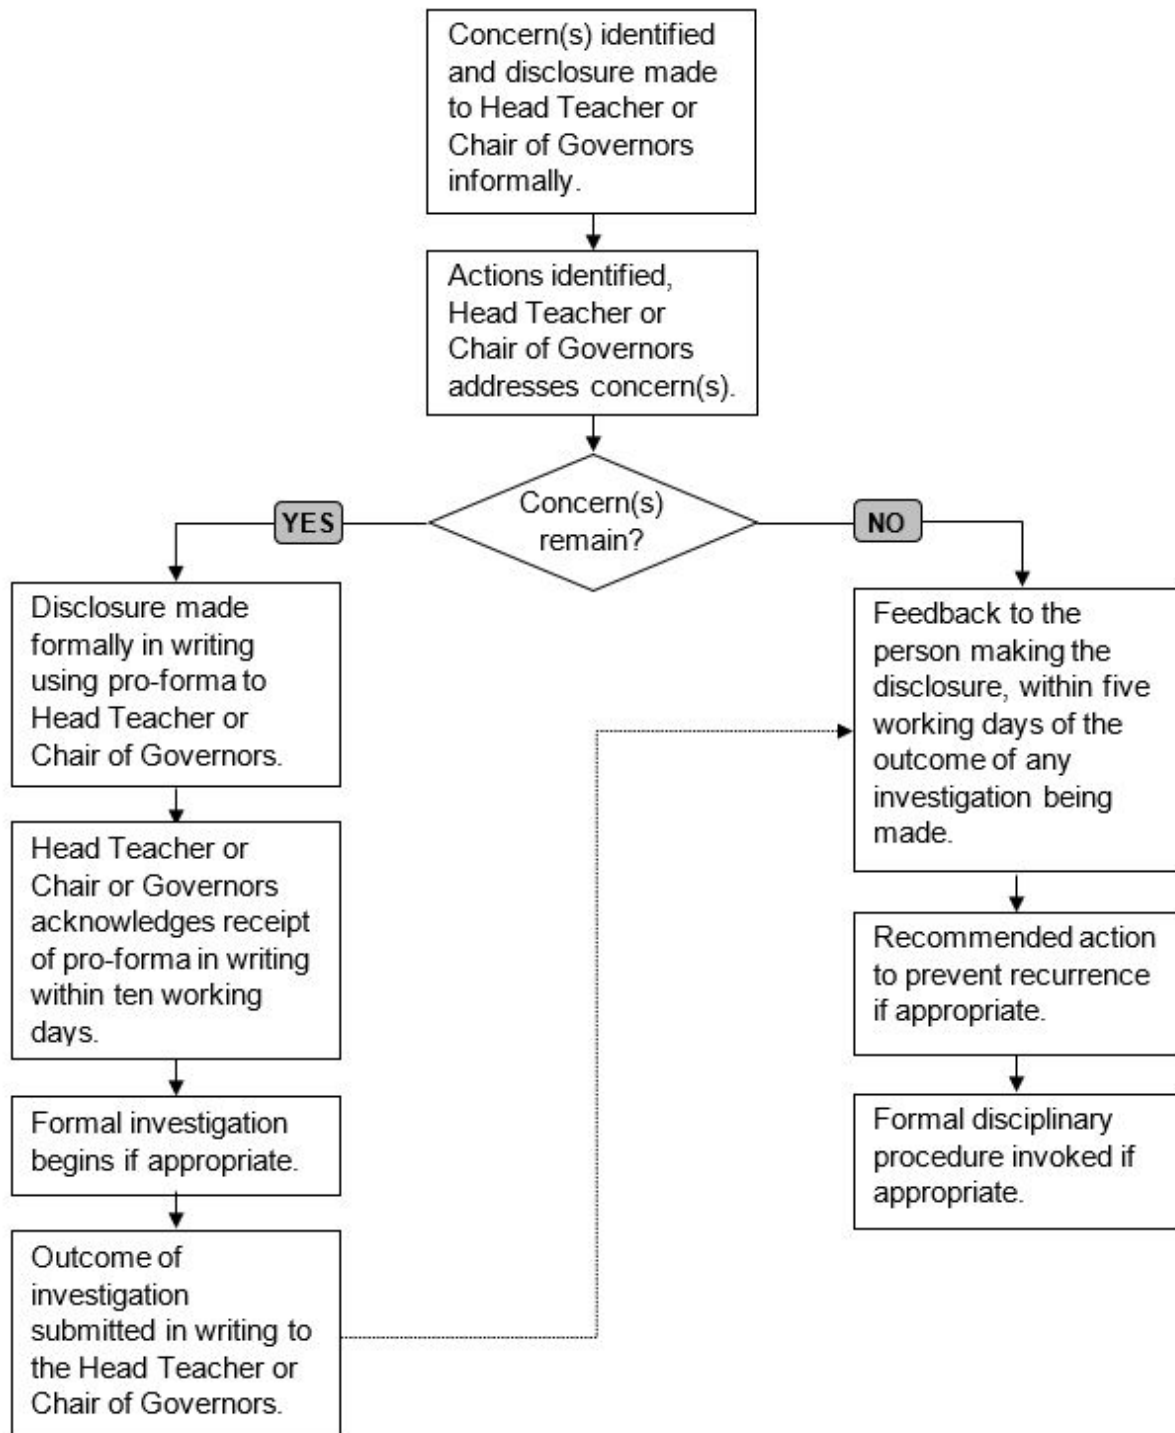 Concern(s) identified
and disclosure made
to Head Teacher or
Chair of Governors
informally.
Actions identified,
Head Teacher or
Chair of Governors
addresses concern(s).
Concern(s)
remain?
YES
NO
Disclosure made
formally in writing
using pro-forma to
Head Teacher or
Chair of Governors.
Head Teacher or
Chair or Governors
acknowledges receipt
of pro-forma in writing
within ten working
days.
Formal investigation
begins if appropriate.
Outcome of
investigation
submitted in writing to
the Head Teacher or
Chair of Governors.
Feedback to the
person making the
disclosure, within five
working days of the
outcome of any
investigation being
made.
Recommended action
to prevent recurrence
if appropriate.
Formal disciplinary
procedure invoked if
appropriate.